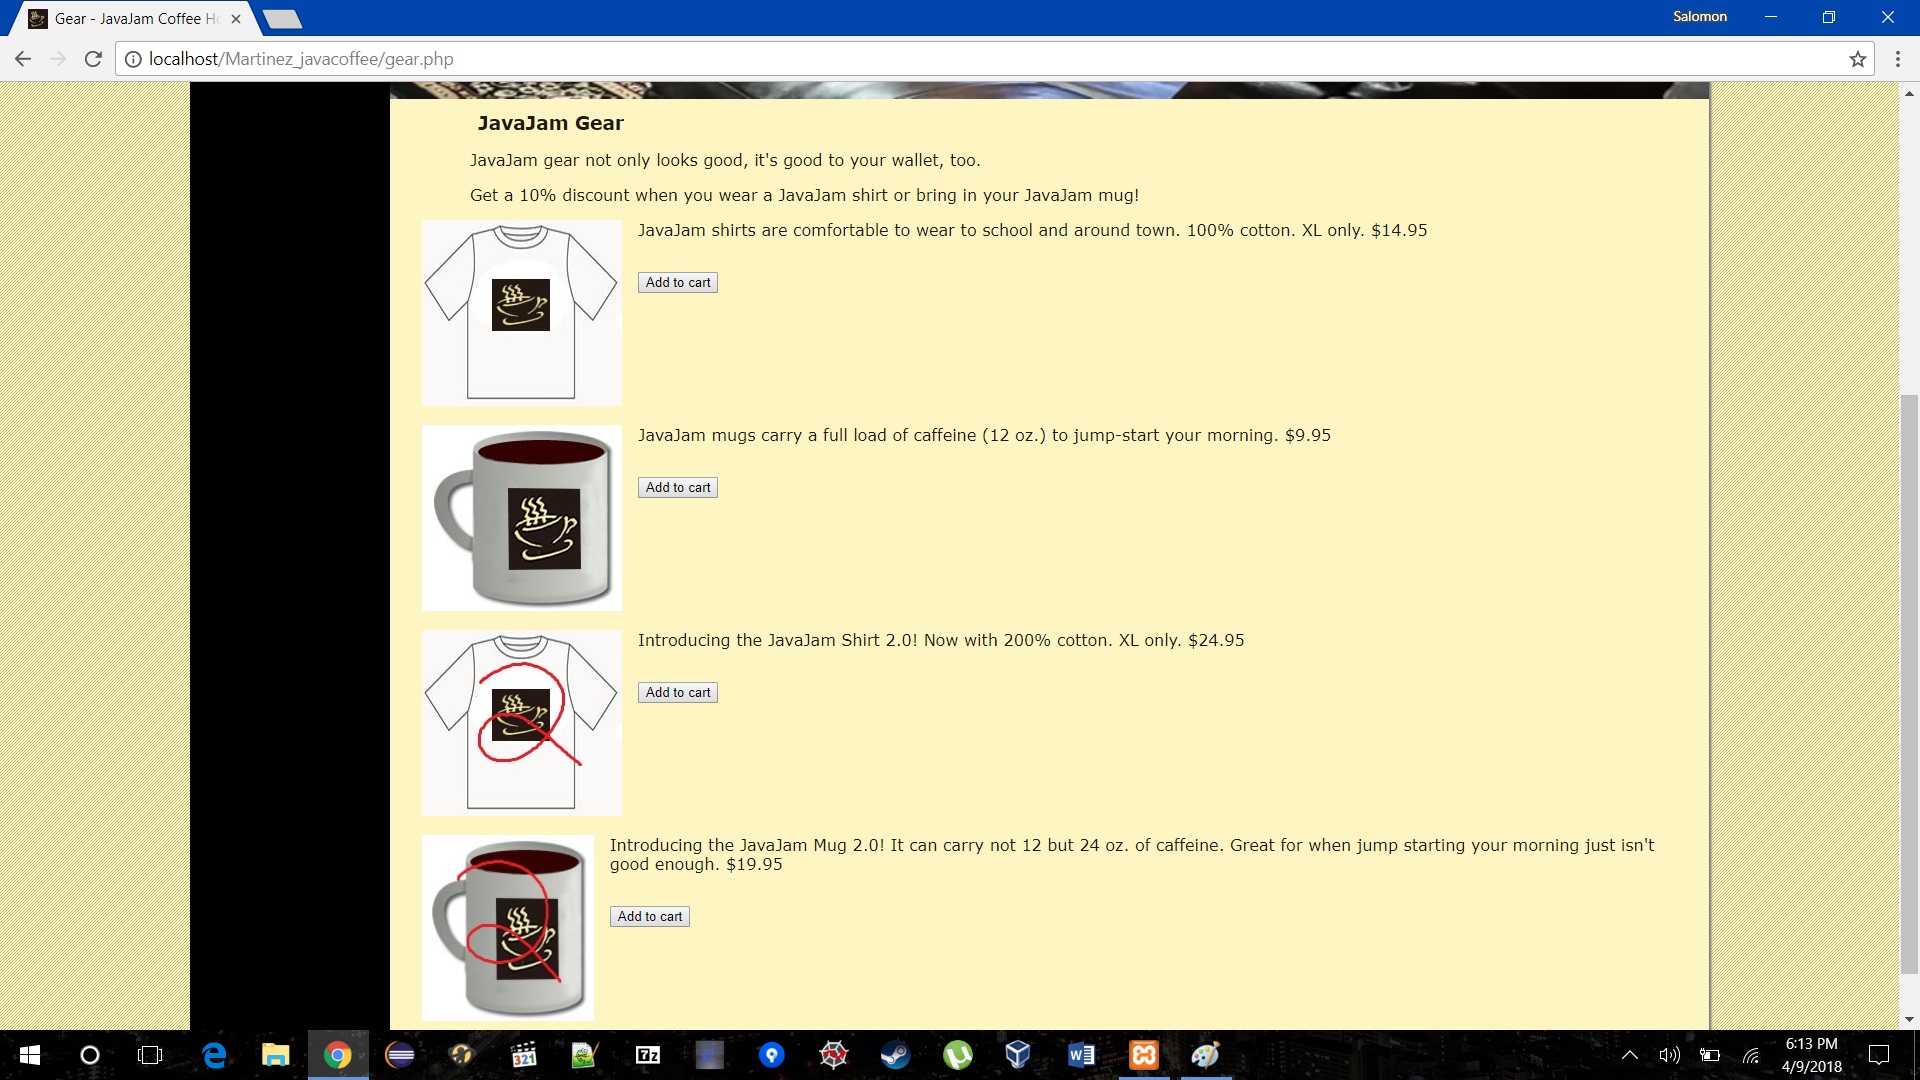 Gear - JavaJam Coffee Ho
Salomon
localhost/Martinez_javacoffee/gear.php
JavaJam Gear
JavaJam gear not only looks good, it's good to your wallet, too.
Get a 10% discount when you wear a JavaJam shirt or bring in your JavaJam mug!
JavaJam shirts are comfortable to wear to school and around town. 100% cotton. XL only. $14.95
Add to cart
JavaJam mugs carry a full load of caffeine (12 oz.) to jump-start your morning. $9.95
Add to cart
Introducing the JavaJam Shirt 2.0! Now with 200% cotton. XL only. $24.95
Add to cart
2
Introducing the JavaJam Mug 2.0! It can carry not 12 but 24 oz. of caffeine. Great for when jump starting your morning just isn't
good enough. $19.95
Add to cart
2
321
7z
W
6:13 PM
4/9/2018